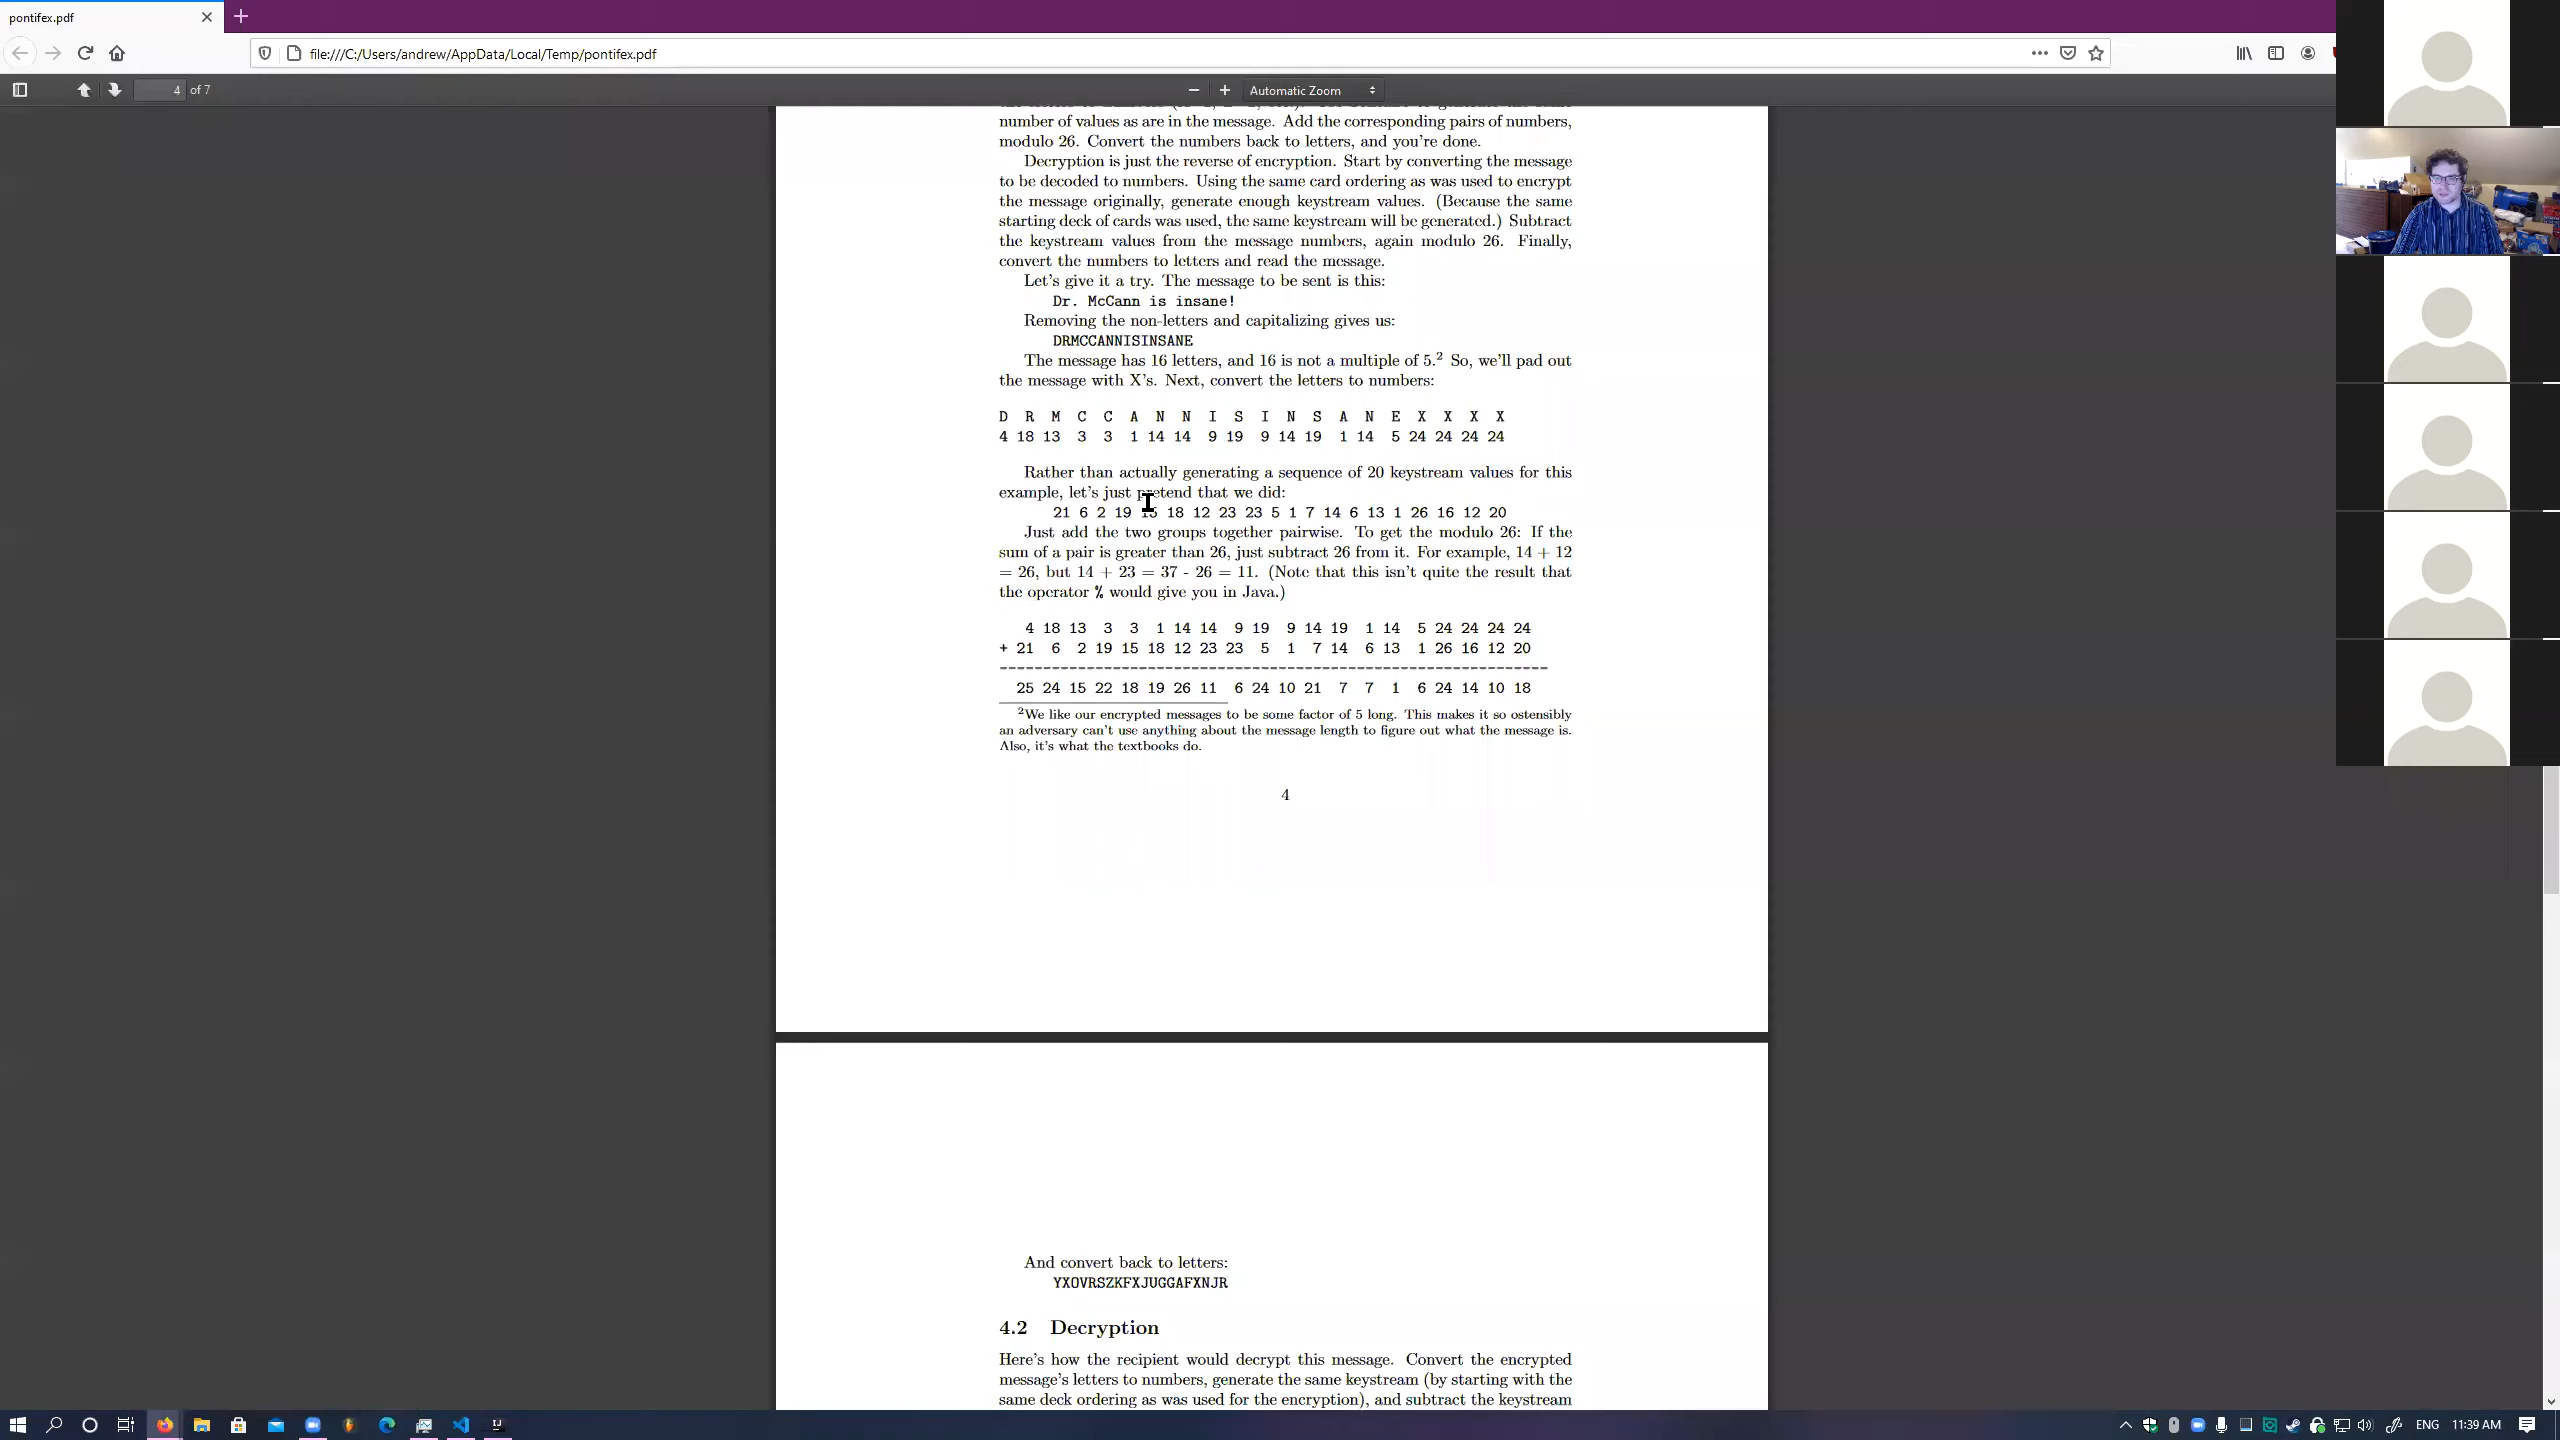 pontifex.pdf
file:///C:/Users/andrew/AppData/Local/Temp/pontifex.pdf
4 of 7
Automatic Zoom
number of values as are in the message. Add the corresponding pairs of numbers,
modulo 26. Convert the numbers back to letters, and you're done.
Decryption is just the reverse of encryption. Start by converting the message
to be decoded to numbers. Using the same card ordering as was used to encrypt
the message originally, generate enough keystream values. (Because the same
starting deck of cards was used, the same keystream will be generated.) Subtract
the keystream values from the message numbers, again modulo 26. Finally,
convert the numbers to letters and read the message.
Let's give it a try. The message to be sent is this:
Dr. McCann is insane!
Removing the non-letters and capitalizing gives us:
DRMCCANNISINSANE
The message has 16 letters, and 16 is not a multiple of 5.2 So, we'll pad out
the message with X's. Next, convert the letters to numbers:
D R M C C A N N I S I N S A N E X X X X
4 18 13 3 3 1 14 14 9 19 9 14 19 1 14 5 24 24 24 24
Rather than actually generating a sequence of 20 keystream values for this
example, let's just pretend that we did:
21 6 2 19 15 18 12 23 23 5 1 7 14 6 13 1 26 16 12 20
Just add the two groups together pairwise. To get the modulo 26: If the
sum of a pair is greater than 26, just subtract 26 from it. For example, 14 + 12
= 26, but 14 + 23 = 37 - 26 = 11. (Note that this isn't quite the result that
the operator % would give you in Java.)
4 18 13 3 3 1 14 14 9 19 9 14 19 1 14 5 24 24 24 24
+ 21 6 2 19 15 18 12 23 23 5 1 7 14 6 13 1 26 16 12 20
25 24 15 22 18 19 26 11 6 24 10 21 7 7 1 6 24 14 10 18
2We like our encrypted messages to be some factor of 5 long. This makes it so ostensibly
an adversary can't use anything about the message length to figure out what the message is.
Also, it's what the textbooks do.
4
And convert back to letters:
YXOVRSZKFXJUGGAFXNJR
4.2 Decryption
Here's how the recipient would decrypt this message. Convert the encrypted
message's letters to numbers, generate the same keystream (by starting with the
same deck ordering as was used for the encryption), and subtract the keystream
ENG 11:39 AM